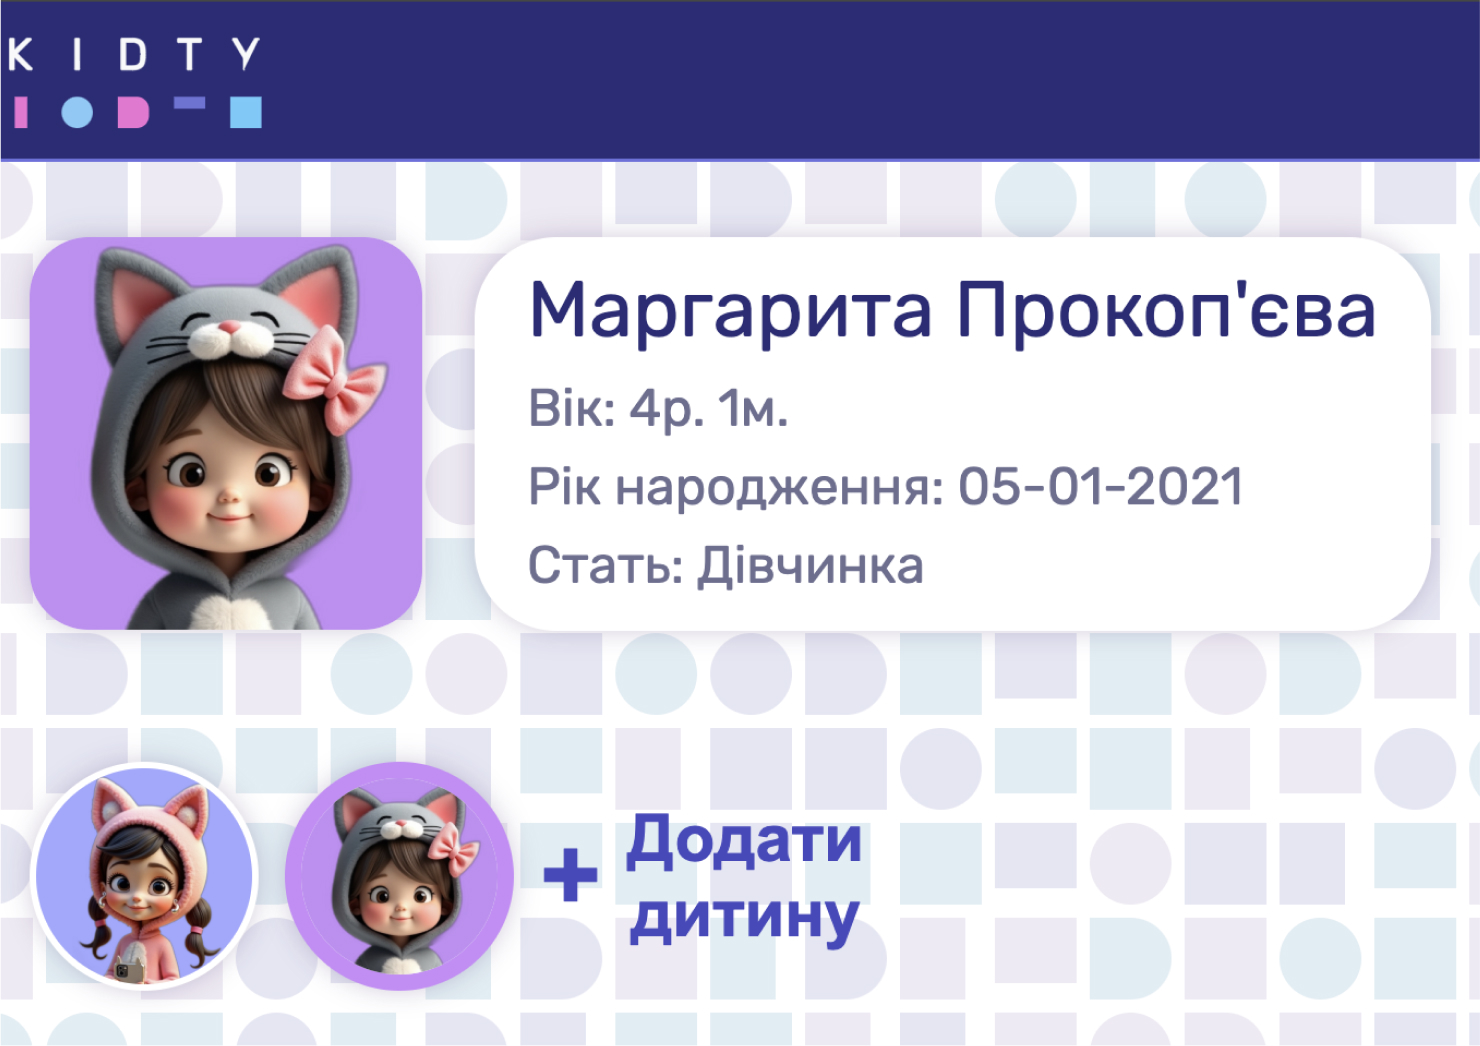 KIDTY
Маргарита Прокоп'єва
Вік: 4р. 1м.
Рік народження: 05-01-2021
Стать: Дівчинка
+ Додати
дитину